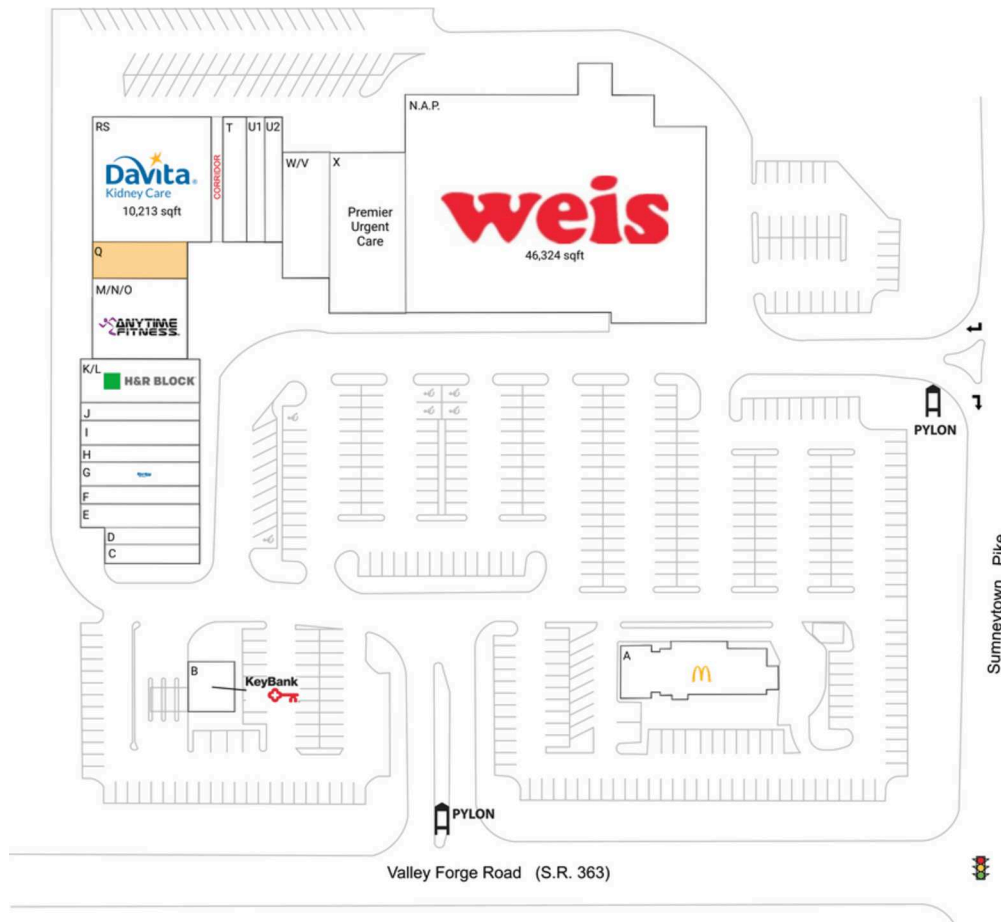 N.A.P.
RS
DaVita
Kidney Care
10,213 sqft
CORRIDOR
T
U1
U2
W/V
X
Premier
Urgent
Care
weis
46,324 sqft
Q
M/N/O
ANYTIME
FITNESS
K/L
H&R BLOCK
J
I
H
G
F
E
D
C
PYLON
Sumneytown Pike
A
B
KeyBank
PYLON
Valley Forge Road (S.R. 363)